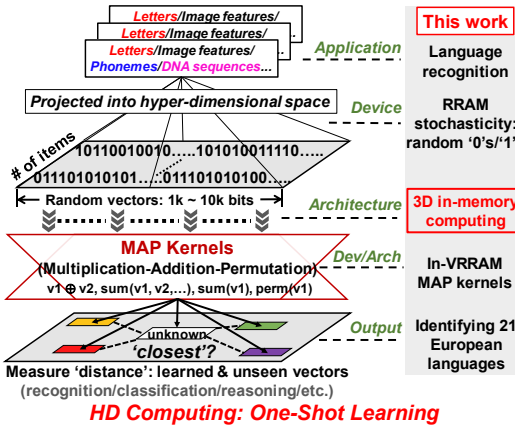 Letters/Image features/
Letters/Image features/
Letters/Image features/
Phonemes/DNA sequences...
Application
This work
Language
recognition
Projected into hyper-dimensional space
Device
RRAM
stochasticity:
random ‘0’s/‘1’
# of items
10110010010.....101010011110.....
011101010101.....01110101010100.....
Random vectors: 1k ~ 10k bits
Architecture
3D in-memory
computing
MAP Kernels
(Multiplication-Addition-Permutation)
v1 ⊕ v2, sum(v1, v2,...), sum(v1), perm(v1)
Dev/Arch
In-VRRAM
MAP kernels
unknown
‘closest’?
Output
Identifying 21
European
languages
Measure ‘distance’: learned & unseen vectors
(recognition/classification/reasoning/etc.)
HD Computing: One-Shot Learning